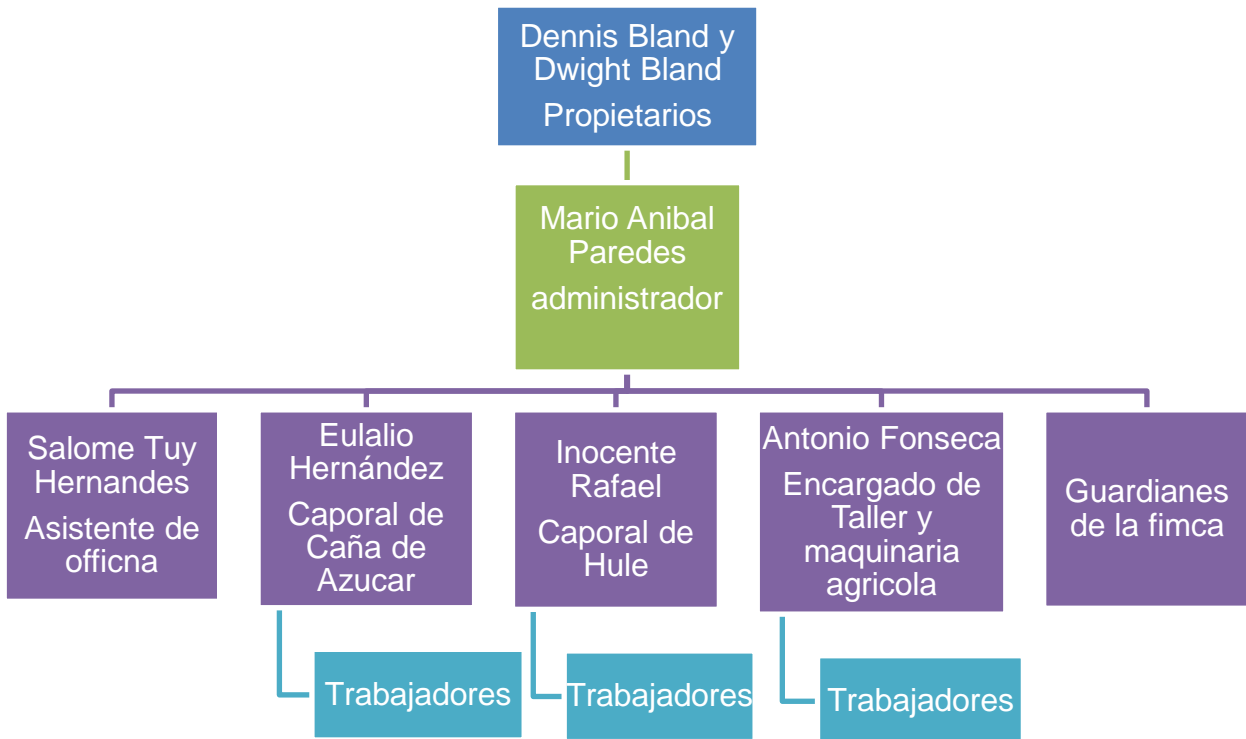 Dennis Bland y
Dwight Bland
Propietarios
Mario Anibal
Paredes
administrador
Salome Tuy
Hernandes
Asistente de
officna
Eulalio
Hernández
Caporal de
Caña de
Azucar
Inocente
Rafael
Caporal de
Hule
Antonio Fonseca
Encargado de
Taller y
maquinaria
agricola
Guardianes
de la fimca
Trabajadores
Trabajadores
Trabajadores